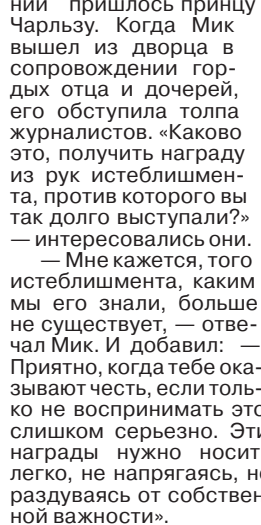 нии пришлось принцу
Чарльзу. Когда Мик
вышел из дворца в
сопровождении гор-
дых отца и дочерей,
его обступила толпа
журналистов. «Каково
это, получить награду
из рук истеблишмен-
та, против которого вы
так долго выступали?»
— интересовались они.
— Мне кажется, того
истеблишмента, каким
мы его знали, больше
не существует, — отве-
чал Мик. И добавил: —
Приятно, когда тебе ока-
зывают честь, если толь-
ко не воспринимать это
слишком серьезно. Эти
награды нужно носит
легко, не напрягаясь, не
раздуваясь от собствен
ной важности».